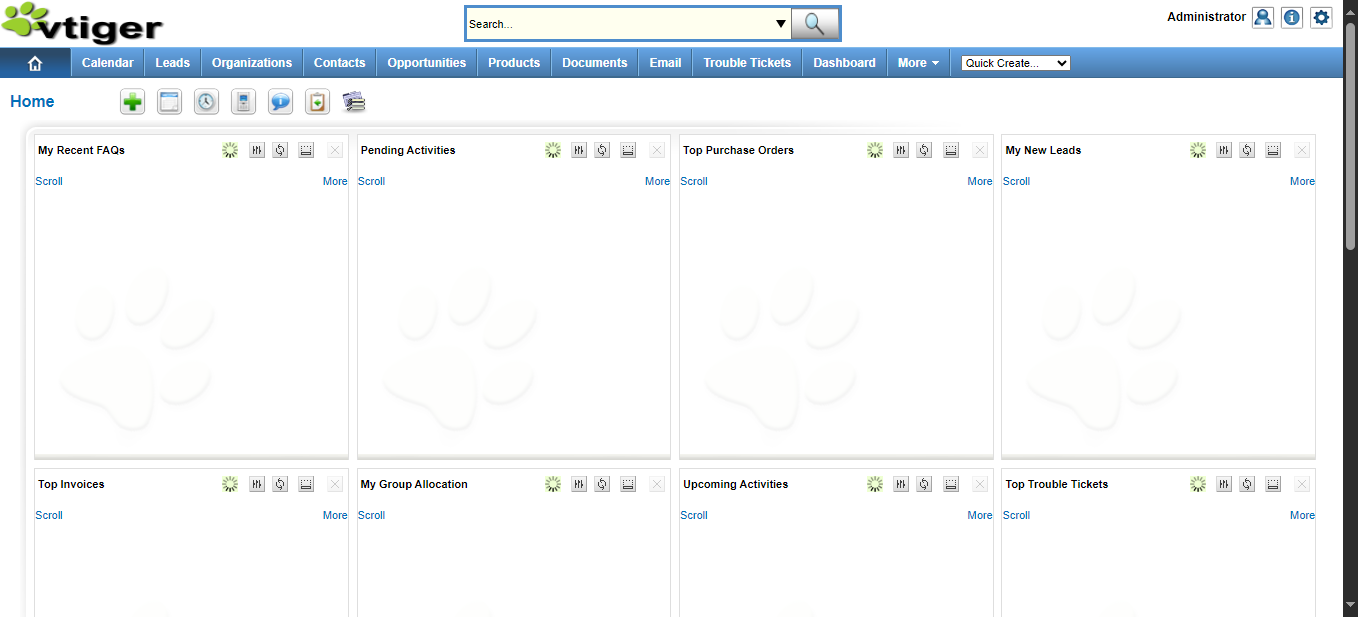 vtiger
Search...
Administrator
Calendar Leads Organizations Contacts Opportunities Products Documents Email Trouble Tickets Dashboard More Quick Create...
Home
My Recent FAQs Pending Activities Top Purchase Orders My New Leads
Scroll More Scroll More Scroll More Scroll More
Top Invoices My Group Allocation Upcoming Activities Top Trouble Tickets
Scroll More Scroll More Scroll More Scroll More